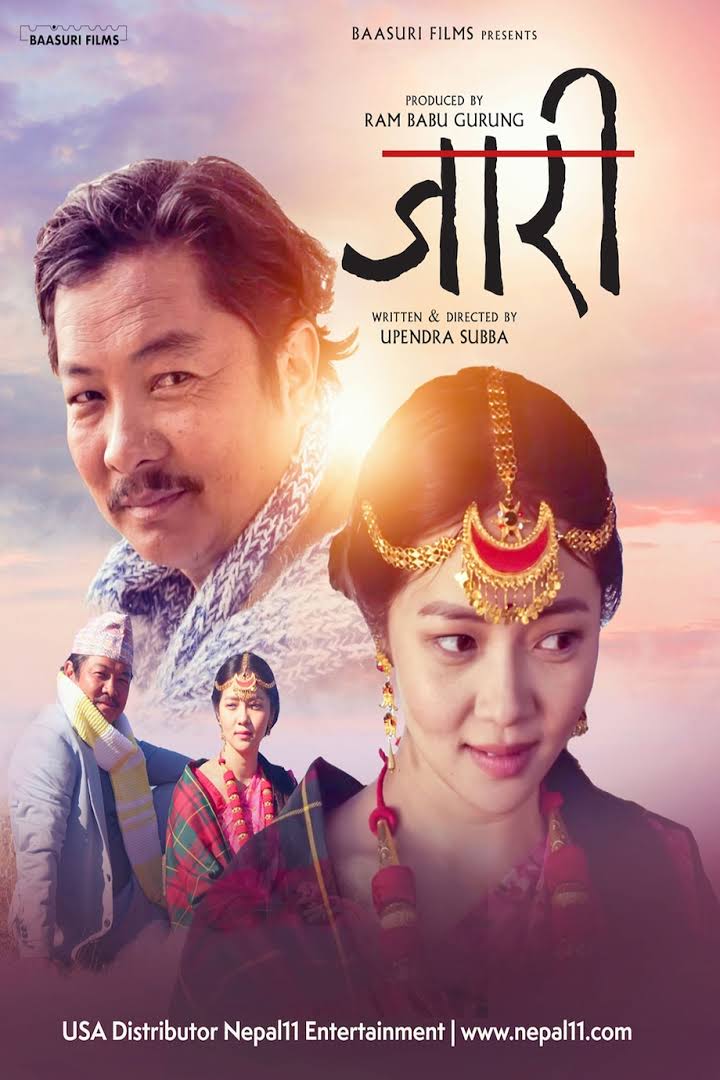 BAASURI FILMS
BAASURI FILMS PRESENTS
PRODUCED BY
RAM BABU GURUNG
जारी
WRITTEN & DIRECTED BY
UPENDRA SUBBA
USA Distributor Nepal11 Entertainment | www.nepal11.com